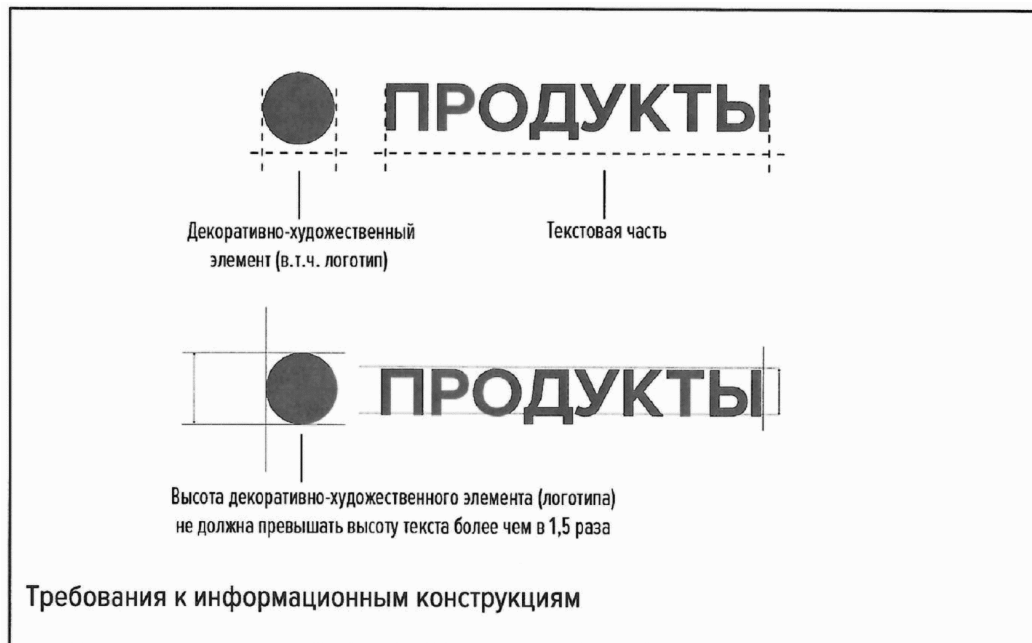 ПРОДУКТЫ
Декоративно-художественный
элемент (в.т.ч. логотип)
Текстовая часть
ПРОДУКТЫ
Высота декоративно-художественного элемента (логотипа)
не должна превышать высоту текста более чем в 1,5 раза
Требования к информационным конструкциям